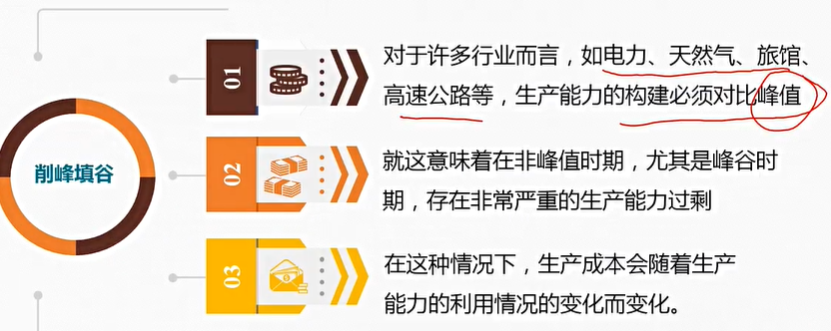 削峰填谷
01
对于许多行业而言，如电力、天然气、旅馆、
高速公路等，生产能力的构建必须对比峰值
02
就这意味着在非峰值时期，尤其是峰谷时
期，存在非常严重的生产能力过剩
03
在这种情况下，生产成本会随着生产
能力的利用情况的变化而变化。